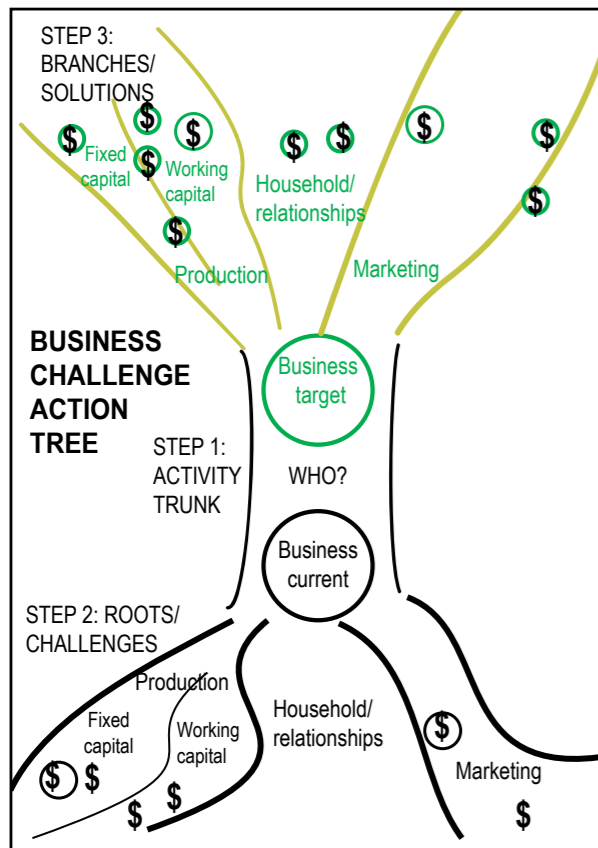 STEP 3:
BRANCHES/
SOLUTIONS
$
$
$
$
$
$
$
$
$
$
Fixed
capital
Working
capital
Household/
relationships
Production
Marketing
BUSINESS
CHALLENGE
ACTION
TREE
Business
target
STEP 1:
ACTIVITY
TRUNK
WHO?
Business
current
STEP 2: ROOTS/
CHALLENGES
Production
Fixed
capital
Working
capital
Household/
relationships
Marketing
$
$
$
$
$
$